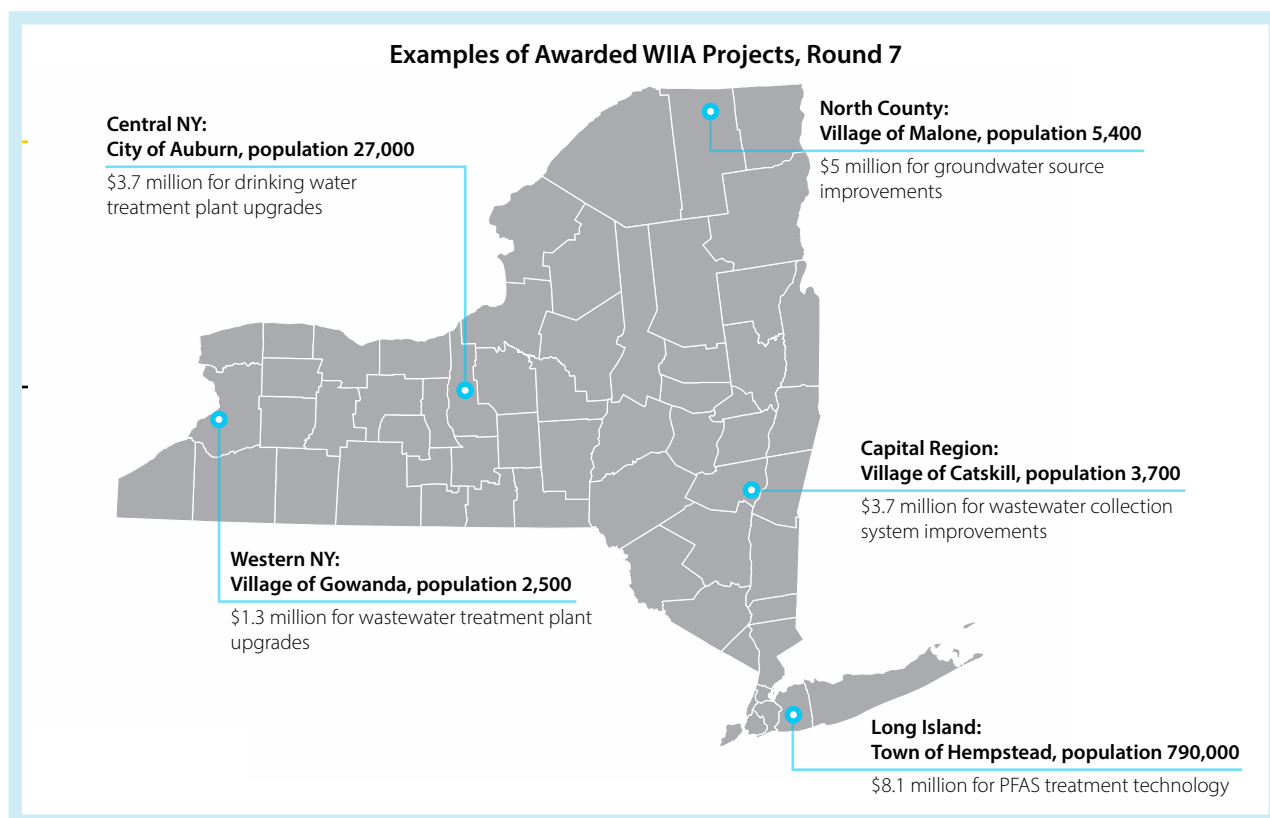 Examples of Awarded WIIA Projects, Round 7
Central NY:
City of Auburn, population 27,000
$3.7 million for drinking water
treatment plant upgrades
North County:
Village of Malone, population 5,400
$5 million for groundwater source
improvements
Capital Region:
Village of Catskill, population 3,700
$3.7 million for wastewater collection
system improvements
Western NY:
Village of Gowanda, population 2,500
$1.3 million for wastewater treatment plant
upgrades
Long Island:
Town of Hempstead, population 790,000
$8.1 million for PFAS treatment technology